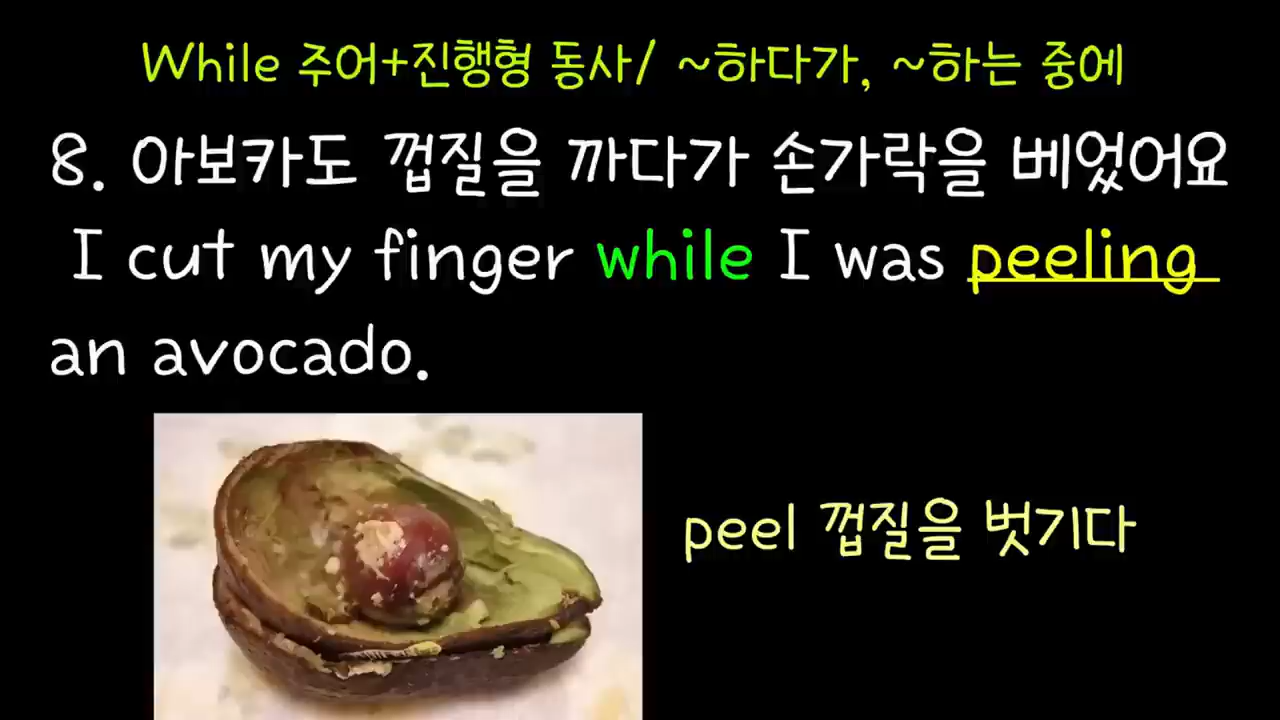 While 주어+진행형 동사/ ~하다가, ~하는 중에
8. 아보카도 껍질을 까다가 손가락을 베었어요
I cut my finger while I was peeling
an avocado.
peel 껍질을 벗기다